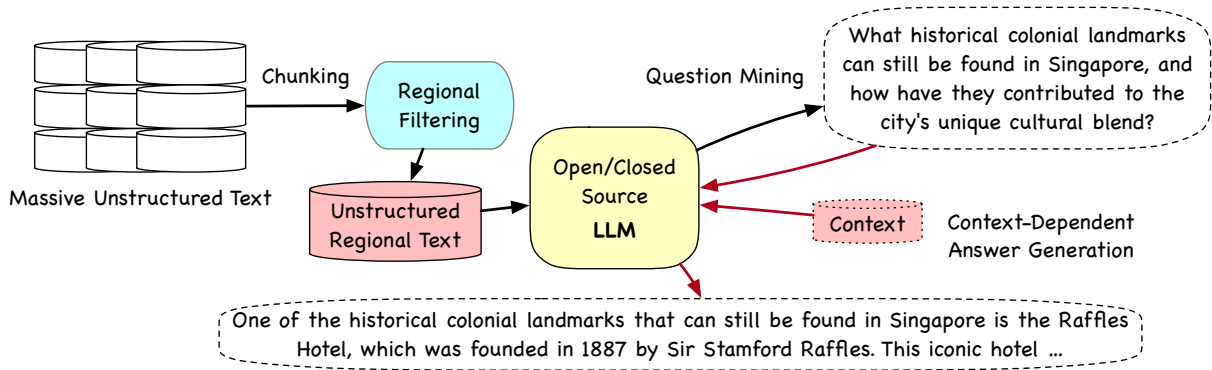 Massive Unstructured Text
Chunking
Regional
Filtering
Unstructured
Regional Text
Open/Closed
Source
LLM
Question Mining
What historical colonial landmarks
can still be found in Singapore, and
how have they contributed to the
city's unique cultural blend?
Context
Context-Dependent
Answer Generation
One of the historical colonial landmarks that can still be found in Singapore is the Raffles
Hotel, which was founded in 1887 by Sir Stamford Raffles. This iconic hotel ...